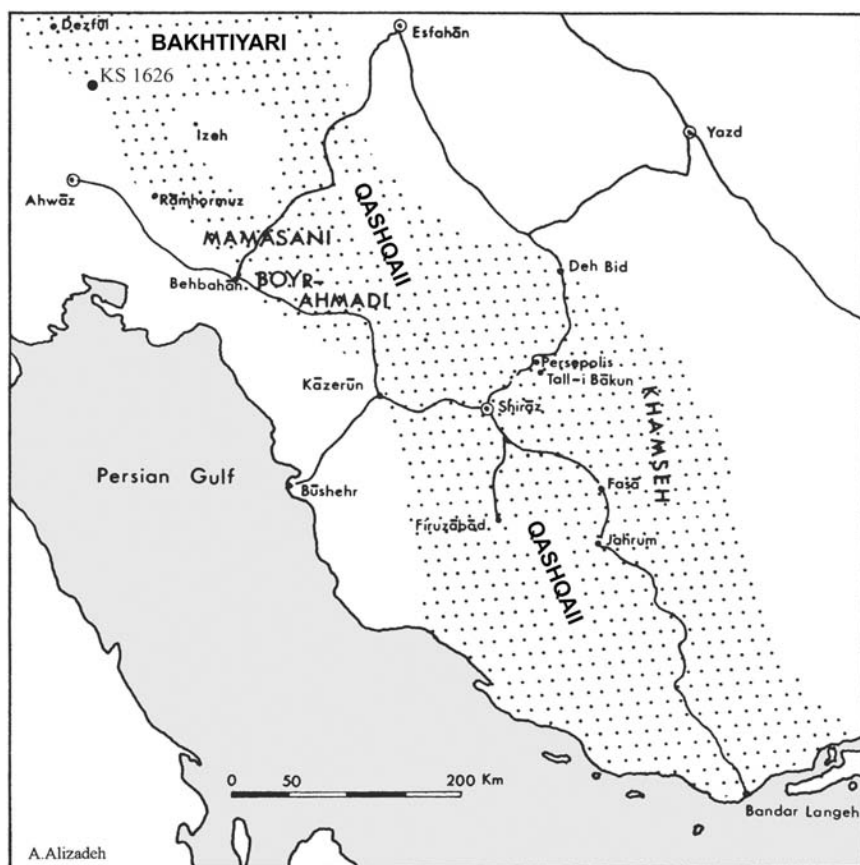 Dezfūl
BAKHTIYARI
Esfahān
KS 1626
Izeh
Yazd
Ahwāz
Rāmhormuz
QASHQAII
MAMASANI
Behbahān
BOYR-
AHMADI
Deh Bid
Persepolis
Tall-i Bākun
Kāzerūn
Shirāz
KHAMSEH
Persian Gulf
Būshehr
Fasā
Firuzābād
QASHQAII
Jahrum
0 50 200 Km
Bandar Langeh
A.Alizadeh